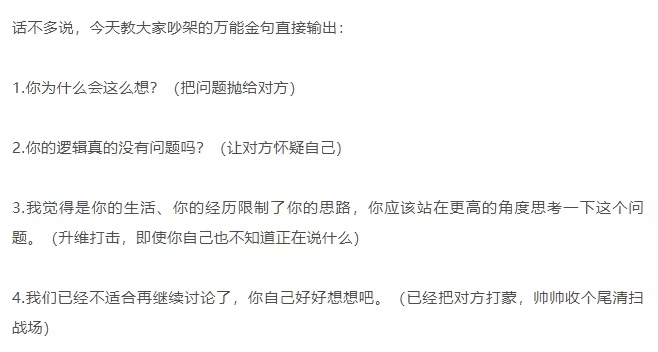 话不多说，今天教大家吵架的万能金句直接输出：
1.你为什么会这么想？（把问题抛给对方）
2.你的逻辑真的没有问题吗？（让对方怀疑自己）
3.我觉得是你的生活、你的经历限制了你的思路，你应该站在更高的角度思考一下这个问
题。（升维打击，即使你自己也不知道正在说什么）
4.我们已经不适合再继续讨论了，你自己好好想想吧。（已经把对方打蒙，帅帅收个尾清扫
战场）